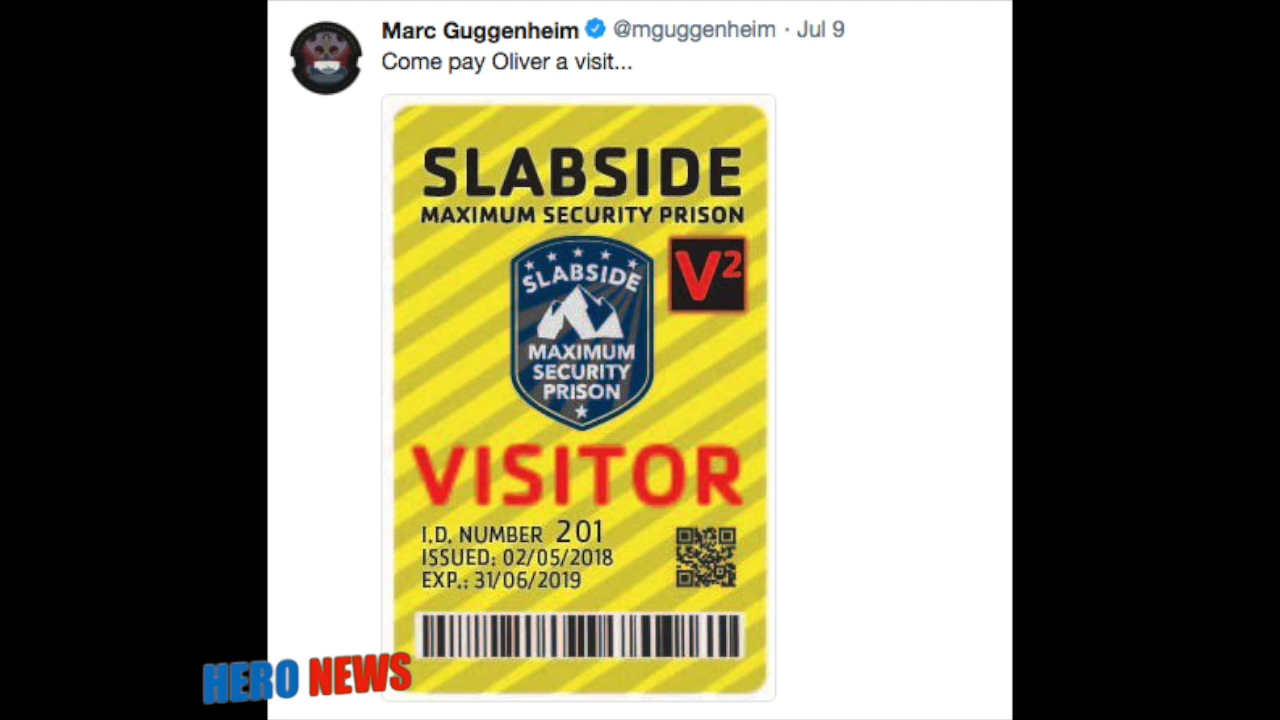 Marc Guggenheim @mguggenheim · Jul 9
Come pay Oliver a visit...
SLABSIDE
MAXIMUM SECURITY PRISON
V²
SLABSIDE
MAXIMUM
SECURITY
PRISON
VISITOR
I.D. NUMBER 201
ISSUED: 02/05/2018
EXP.: 31/06/2019
HERO NEWS